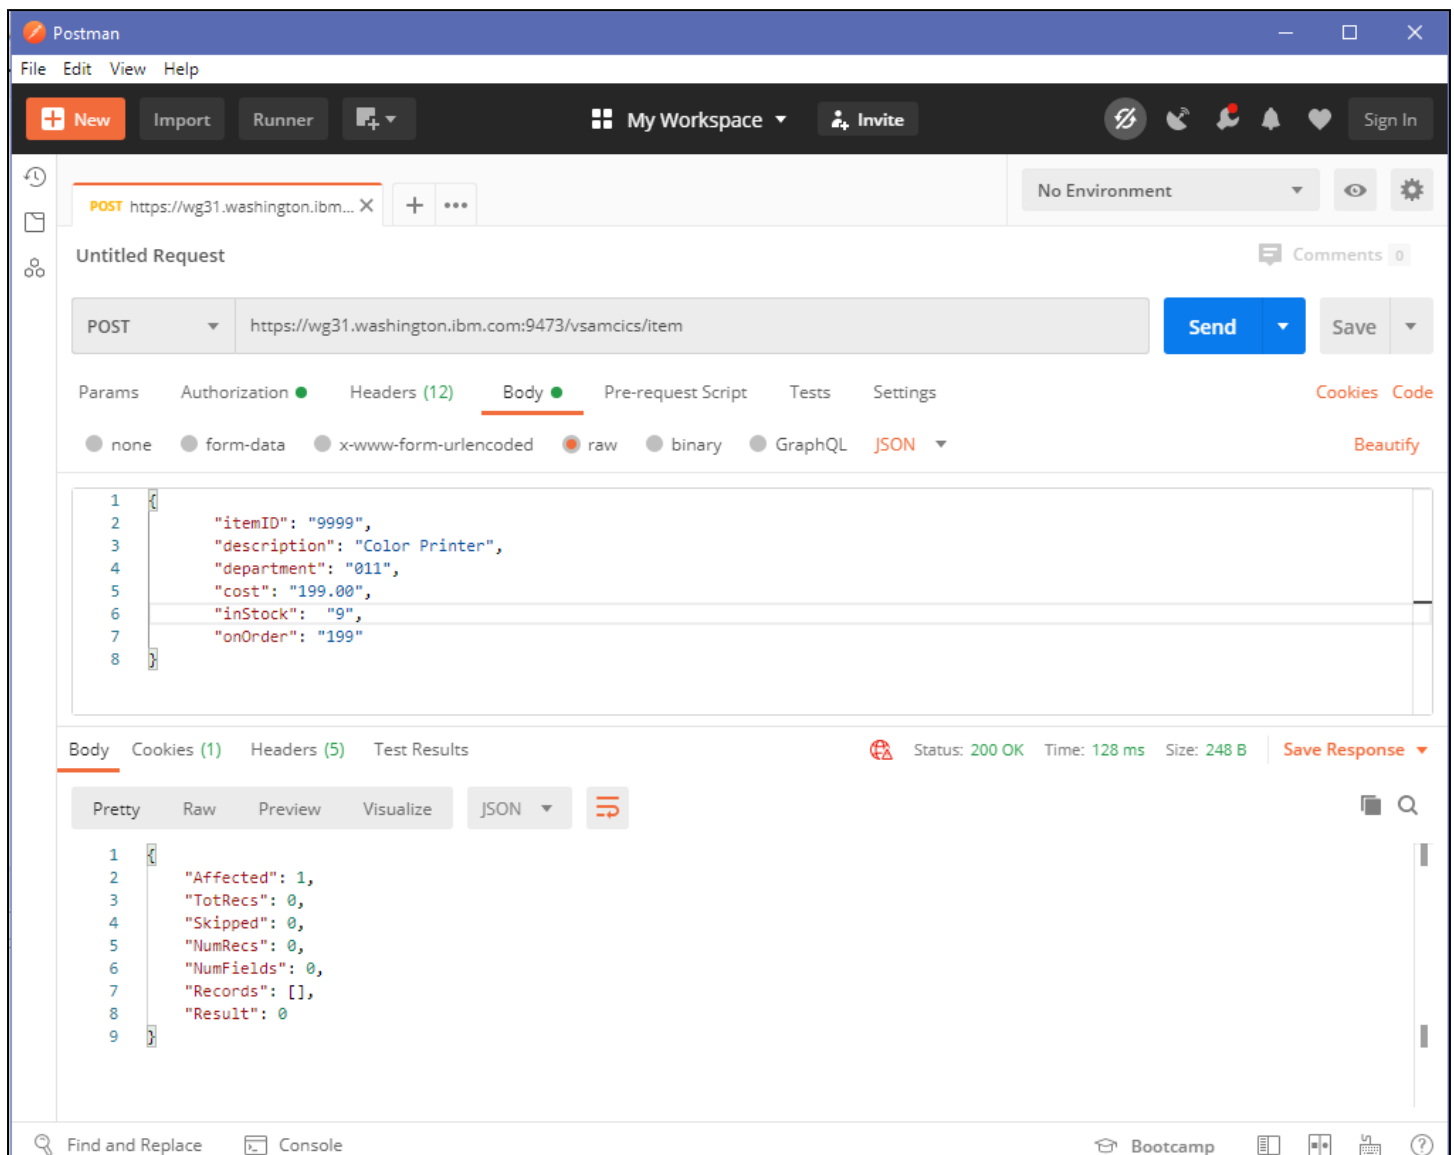 Postman
File Edit View Help
New Import Runner My Workspace Invite Sign In
POST https://wg31.washington.ibm... No Environment
Untitled Request Comments 0
POST https://wg31.washington.ibm.com:9473/vsamcics/item Send Save
Params Authorization Headers (12) Body Pre-request Script Tests Settings Cookies Code
none form-data x-www-form-urlencoded raw binary GraphQL JSON Beautify
1 {
2 "itemID": "9999",
3 "description": "Color Printer",
4 "department": "011",
5 "cost": "199.00",
6 "inStock":  "9",
7 "onOrder": "199"
8 }
Body Cookies (1) Headers (5) Test Results Status: 200 OK Time: 128 ms Size: 248 B Save Response
Pretty Raw Preview Visualize JSON
1 {
2 "Affected": 1,
3 "TotRecs": 0,
4 "Skipped": 0,
5 "NumRecs": 0,
6 "NumFields": 0,
7 "Records": [],
8 "Result": 0
9 }
Find and Replace Console Bootcamp